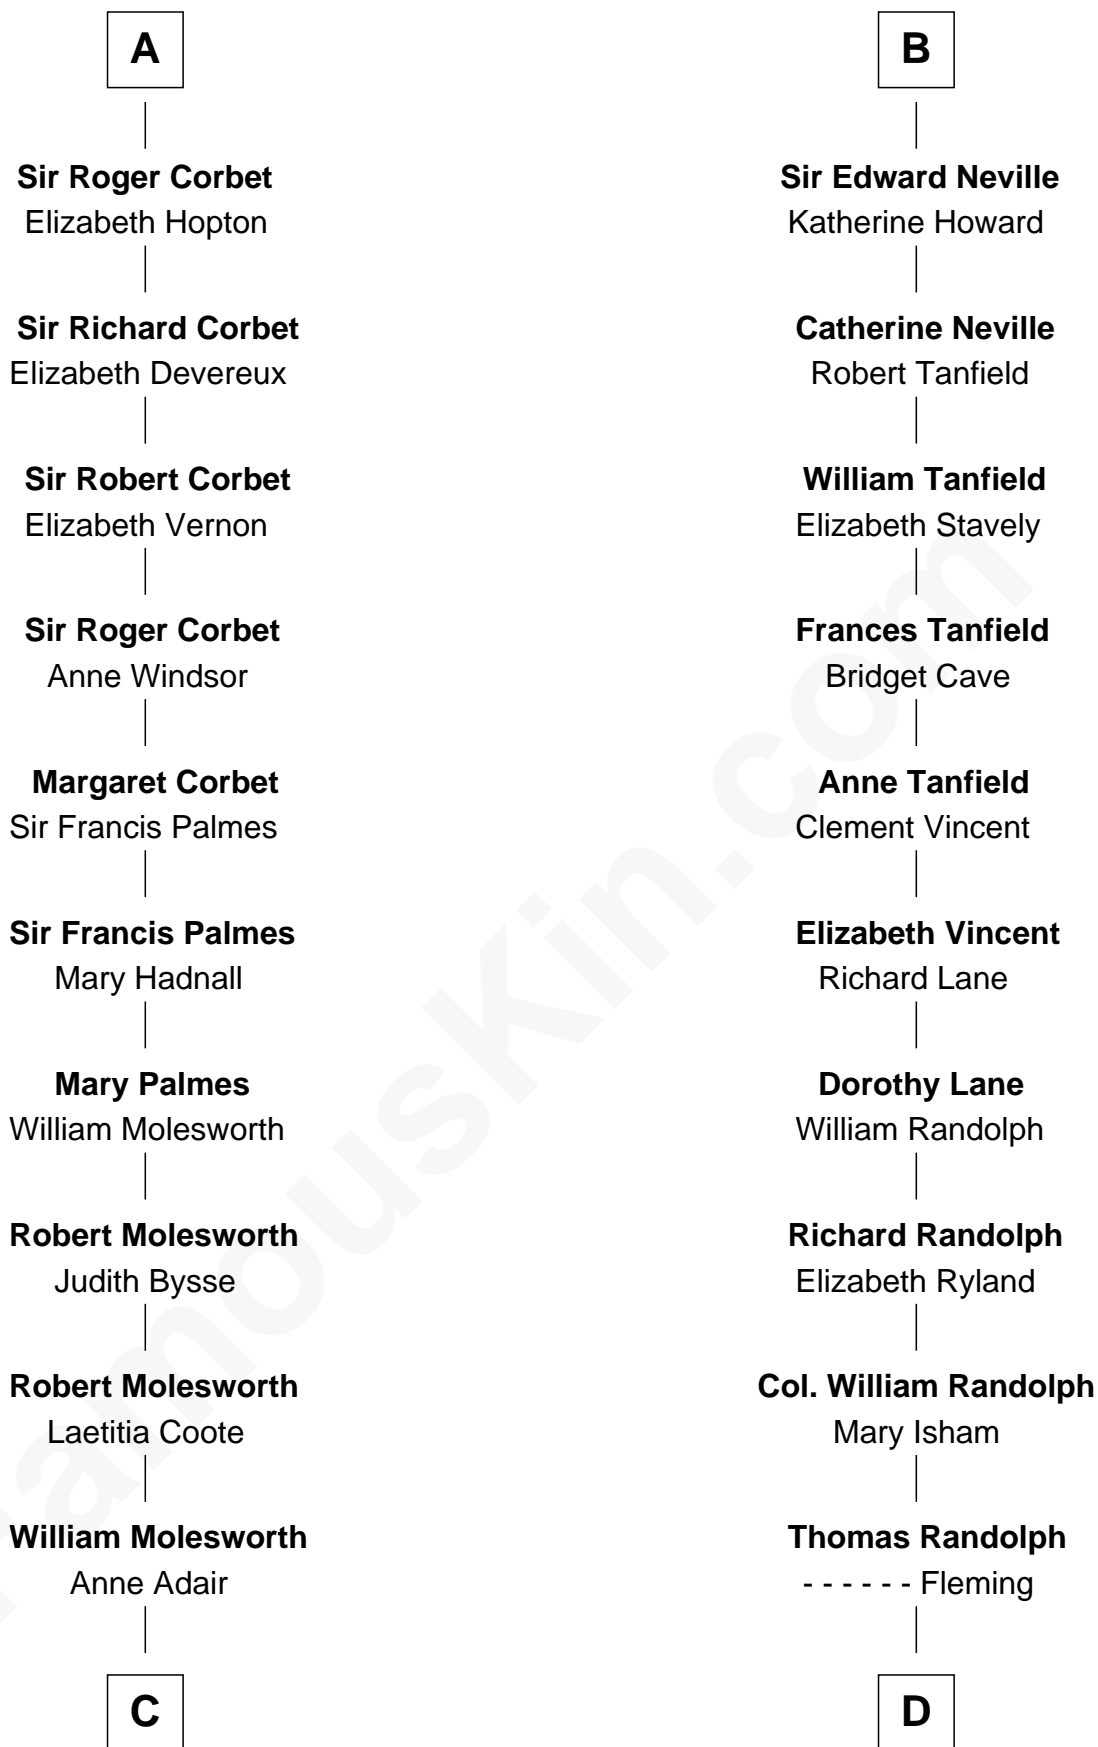 A
Sir Roger Corbet
Elizabeth Hopton
Sir Richard Corbet
Elizabeth Devereux
Sir Robert Corbet
Elizabeth Vernon
Sir Roger Corbet
Anne Windsor
Margaret Corbet
Sir Francis Palmes
Sir Francis Palmes
Mary Hadnall
Mary Palmes
William Molesworth
Robert Molesworth
Judith Bysse
Robert Molesworth
Laetitia Coote
William Molesworth
Anne Adair
C
B
Sir Edward Neville
Katherine Howard
Catherine Neville
Robert Tanfield
William Tanfield
Elizabeth Stavely
Frances Tanfield
Bridget Cave
Anne Tanfield
Clement Vincent
Elizabeth Vincent
Richard Lane
Dorothy Lane
William Randolph
Richard Randolph
Elizabeth Ryland
Col. William Randolph
Mary Isham
Thomas Randolph
- - - - - - Fleming
D
FamousKin.com